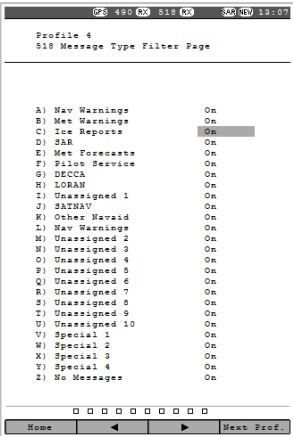 GPS 490 RX 518 RX SAR NEW 13:07
Profile 4
518 Message Type Filter Page
A) Nav Warnings On
B) Met Warnings On
C) Ice Reports On
D) SAR On
E) Met Forecasts On
F) Pilot Service On
G) DECCA On
H) LORAN On
I) Unassigned 1 On
J) SATNAV On
K) Other Navaid On
L) Nav Warnings On
M) Unassigned 2 On
N) Unassigned 3 On
O) Unassigned 4 On
P) Unassigned 5 On
Q) Unassigned 6 On
R) Unassigned 7 On
S) Unassigned 8 On
T) Unassigned 9 On
U) Unassigned 10 On
V) Special 1 On
W) Special 2 On
X) Special 3 On
Y) Special 4 On
Z) No Messages On
Home ◀ ▶ Next Prof.